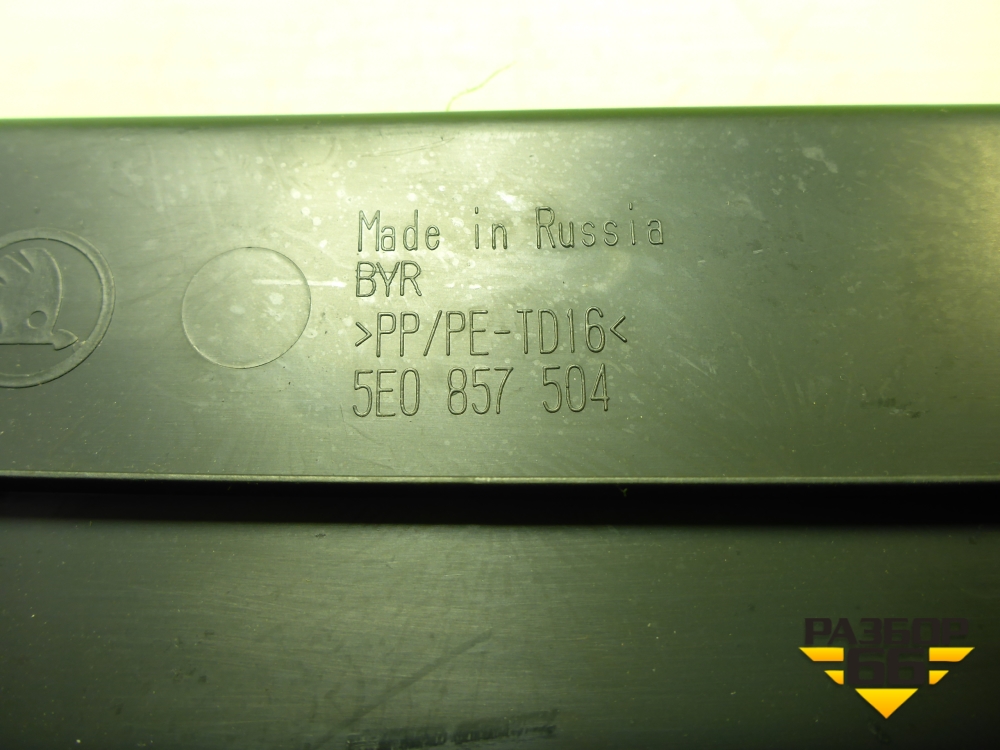 Made in Russia
BYR
>PP/PE-TD16<
5E0 857 504
РАЗБОР
66